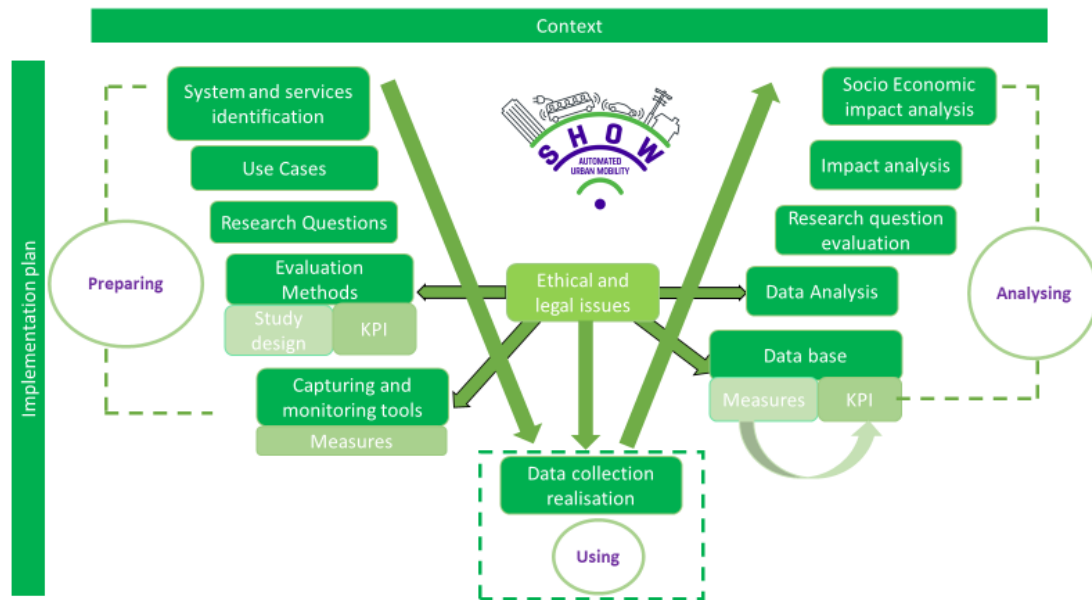 Context
Implementation plan
System and services
identification
Use Cases
Research Questions
Evaluation
Methods
Study
design
KPI
Capturing and
monitoring tools
Measures
Preparing
SHOW
AUTOMATED
URBAN MOBILITY
Ethical and
legal issues
Data collection
realisation
Using
Socio Economic
impact analysis
Impact analysis
Research question
evaluation
Data Analysis
Data base
Measures
KPI
Analysing